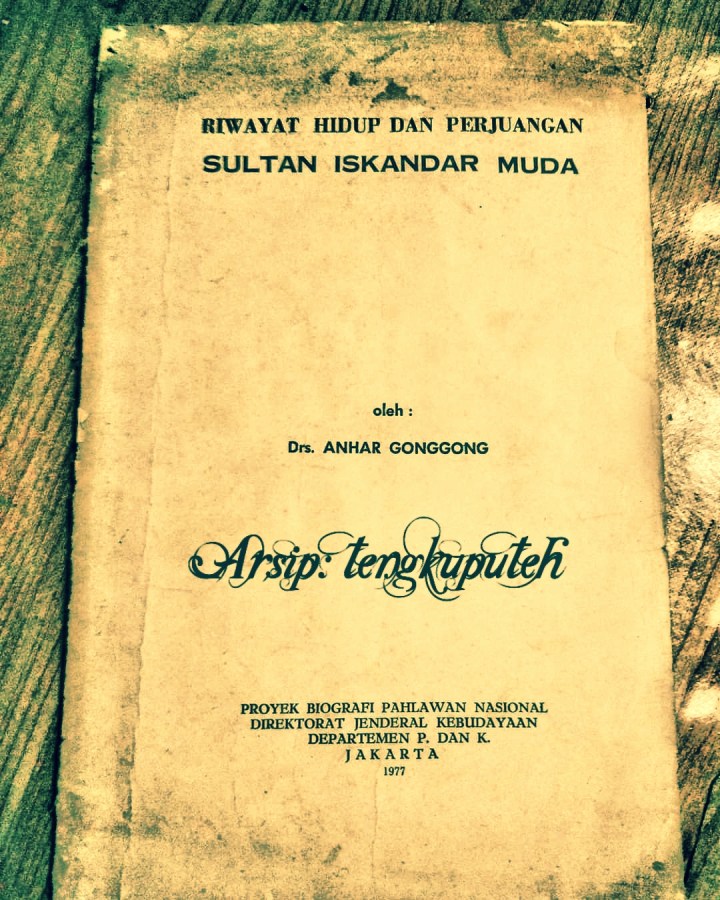 RIWAYAT HIDUP DAN PERJUANGAN
SULTAN ISKANDAR MUDA
oleh :
Drs. ANHAR GONGGONG
Arsip: tengkuputeh
PROYEK BIOGRAFI PAHLAWAN NASIONAL
DIREKTORAT JENDERAL KEBUDAYAAN
DEPARTEMEN P. DAN K.
JAKARTA
1977